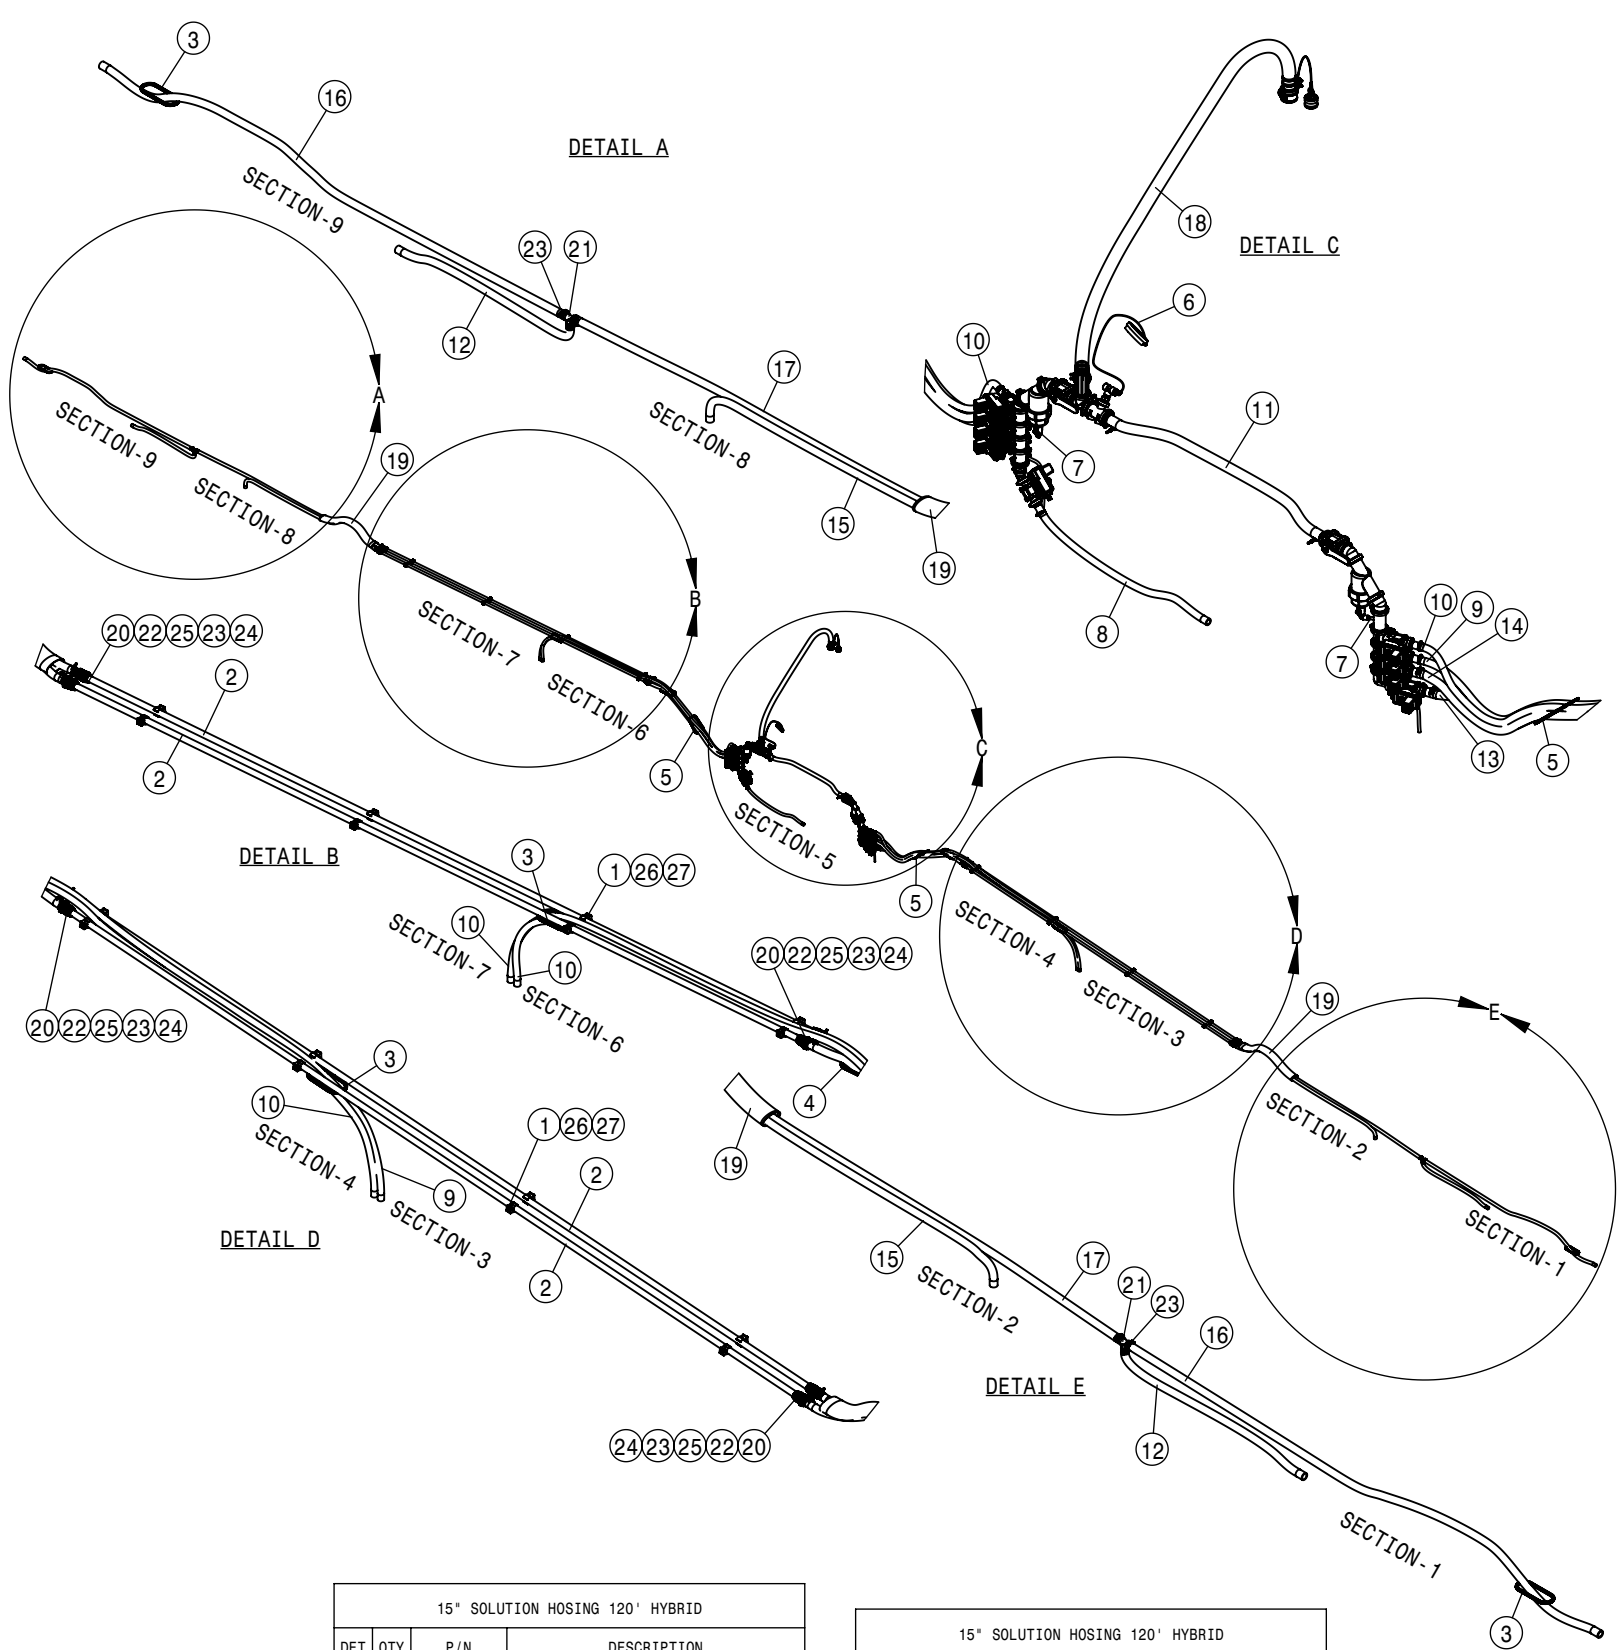 3
16
DETAIL A
SECTION-9
18
DETAIL C
23
21
6
12
10
17
A
SECTION-8
11
SECTION-9
19
7
SECTION-8
15
19
B
8
10
9
14
7
20 22 25 23 24
SECTION-7
2
SECTION-6
C
13
5
2
5
SECTION-5
DETAIL B
3
1 26 27
5
SECTION-4
D
10
SECTION-7
10
20 22 25 23 24
SECTION-3
19
E
20 22 25 23 24
SECTION-6
3
4
10
SECTION-4
1 26 27
SECTION-2
19
2
9
SECTION-3
DETAIL D
15
17
SECTION-1
2
SECTION-2
21
23
16
DETAIL E
24 23 25 22 20
12
SECTION-1
3
15" SOLUTION HOSING 120' HYBRID
DET QTY P/N DESCRIPTION
15" SOLUTION HOSING 120' HYBRID